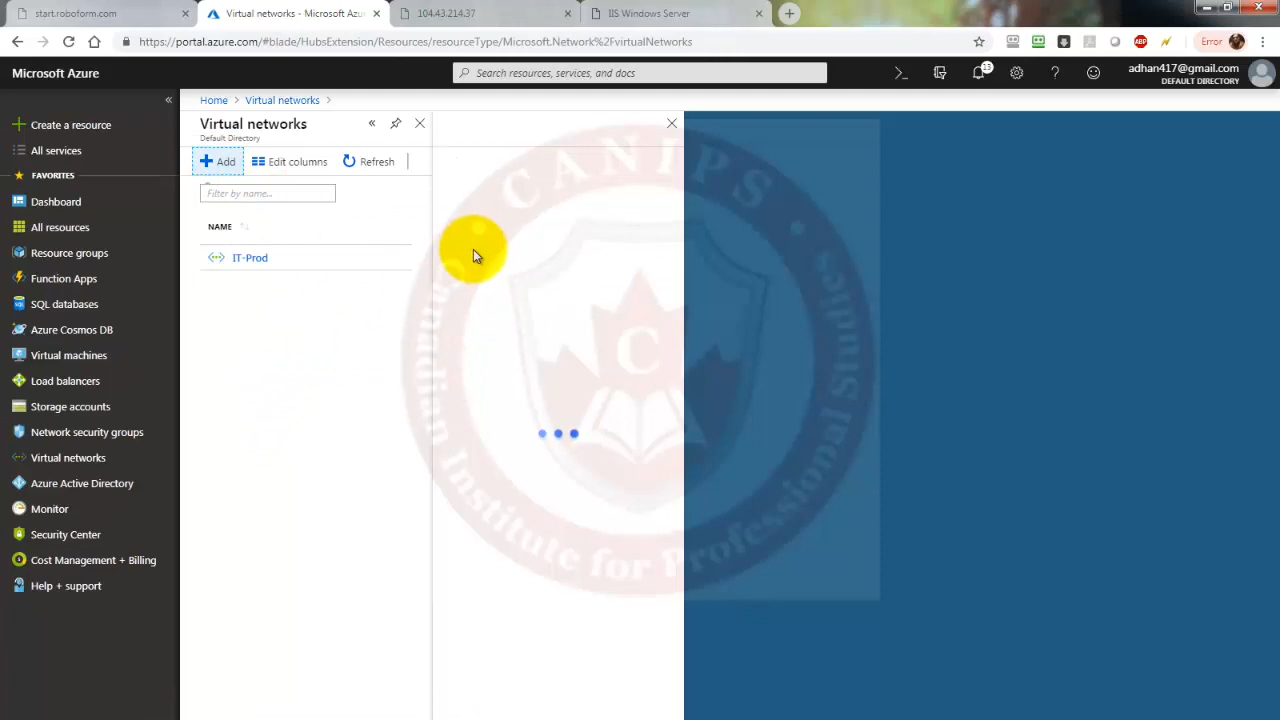 start.roboform.com
Virtual networks - Microsoft Azu
104.43.214.37
IIS Windows Server
https://portal.azure.com/#blade/HubsExtension/Resources/resourceType/Microsoft.Network%2FvirtualNetworks
ABP
Error
Microsoft Azure
Search resources, services, and docs
13
adhan417@gmail.com
DEFAULT DIRECTORY
Home > Virtual networks >
Create a resource
All services
FAVORITES
Dashboard
All resources
Resource groups
Function Apps
SQL databases
Azure Cosmos DB
Virtual machines
Load balancers
Storage accounts
Network security groups
Virtual networks
Azure Active Directory
Monitor
Security Center
Cost Management + Billing
Help + support
Virtual networks
Default Directory
Add
Edit columns
Refresh
Filter by name...
NAME
IT-Prod
CANIPS
C
Canadian Institute for Professional Studies